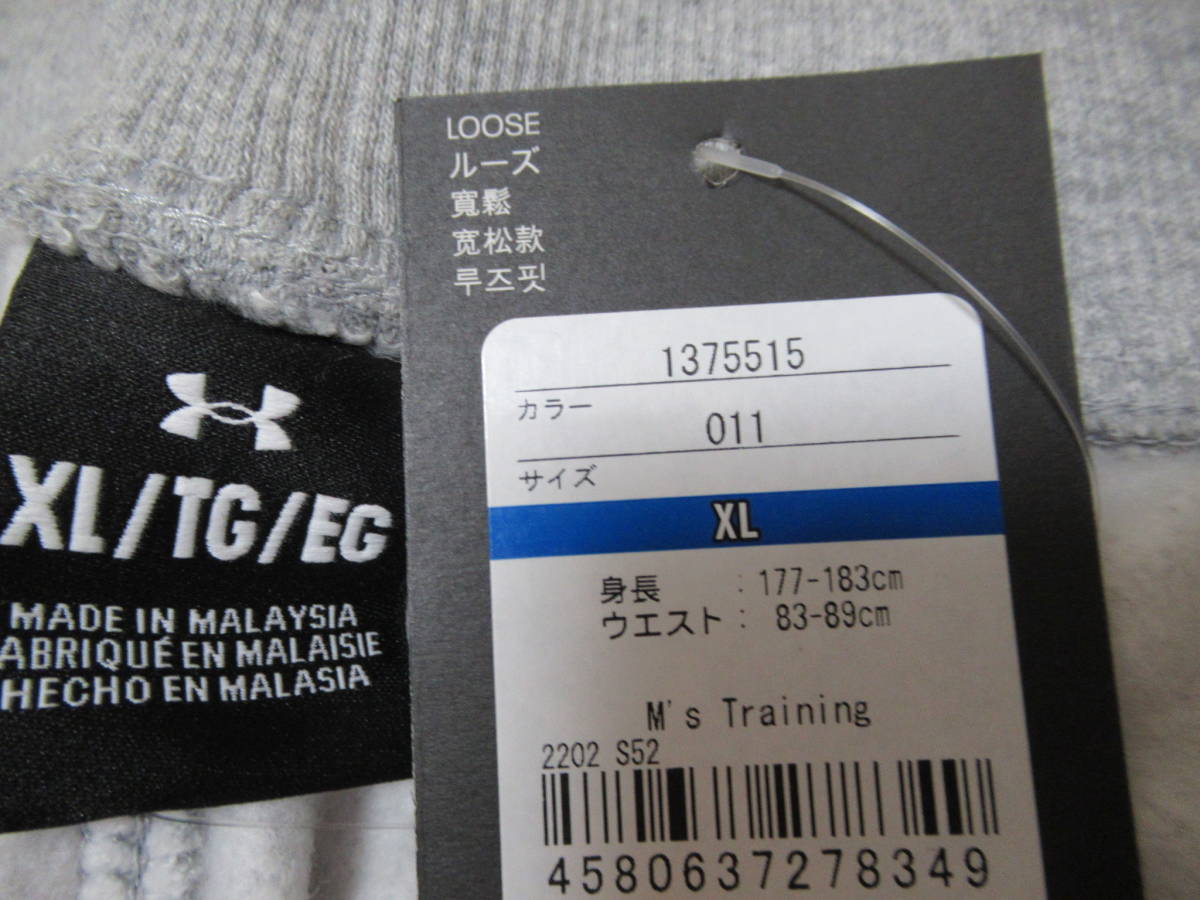 LOOSE
ルーズ
寬鬆
宽松款
루즈핏
1375515
カラー
011
サイズ
XL
身長 : 177-183cm
ウエスト : 83-89cm
M's Training
2202 S52
4580637278349
XL/TG/EG
MADE IN MALAYSIA
ABRIQUÉ EN MALAISIE
HECHO EN MALASIA